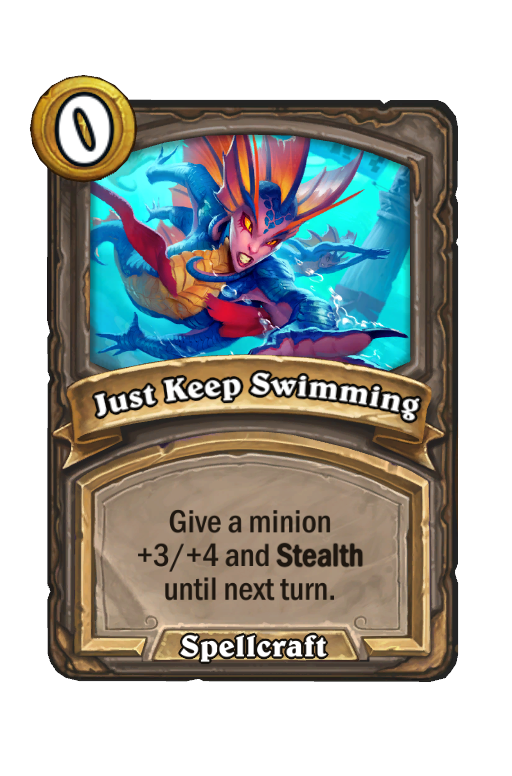 0
Just Keep Swimming
Give a minion
+3/+4 and Stealth
until next turn.
Spellcraft